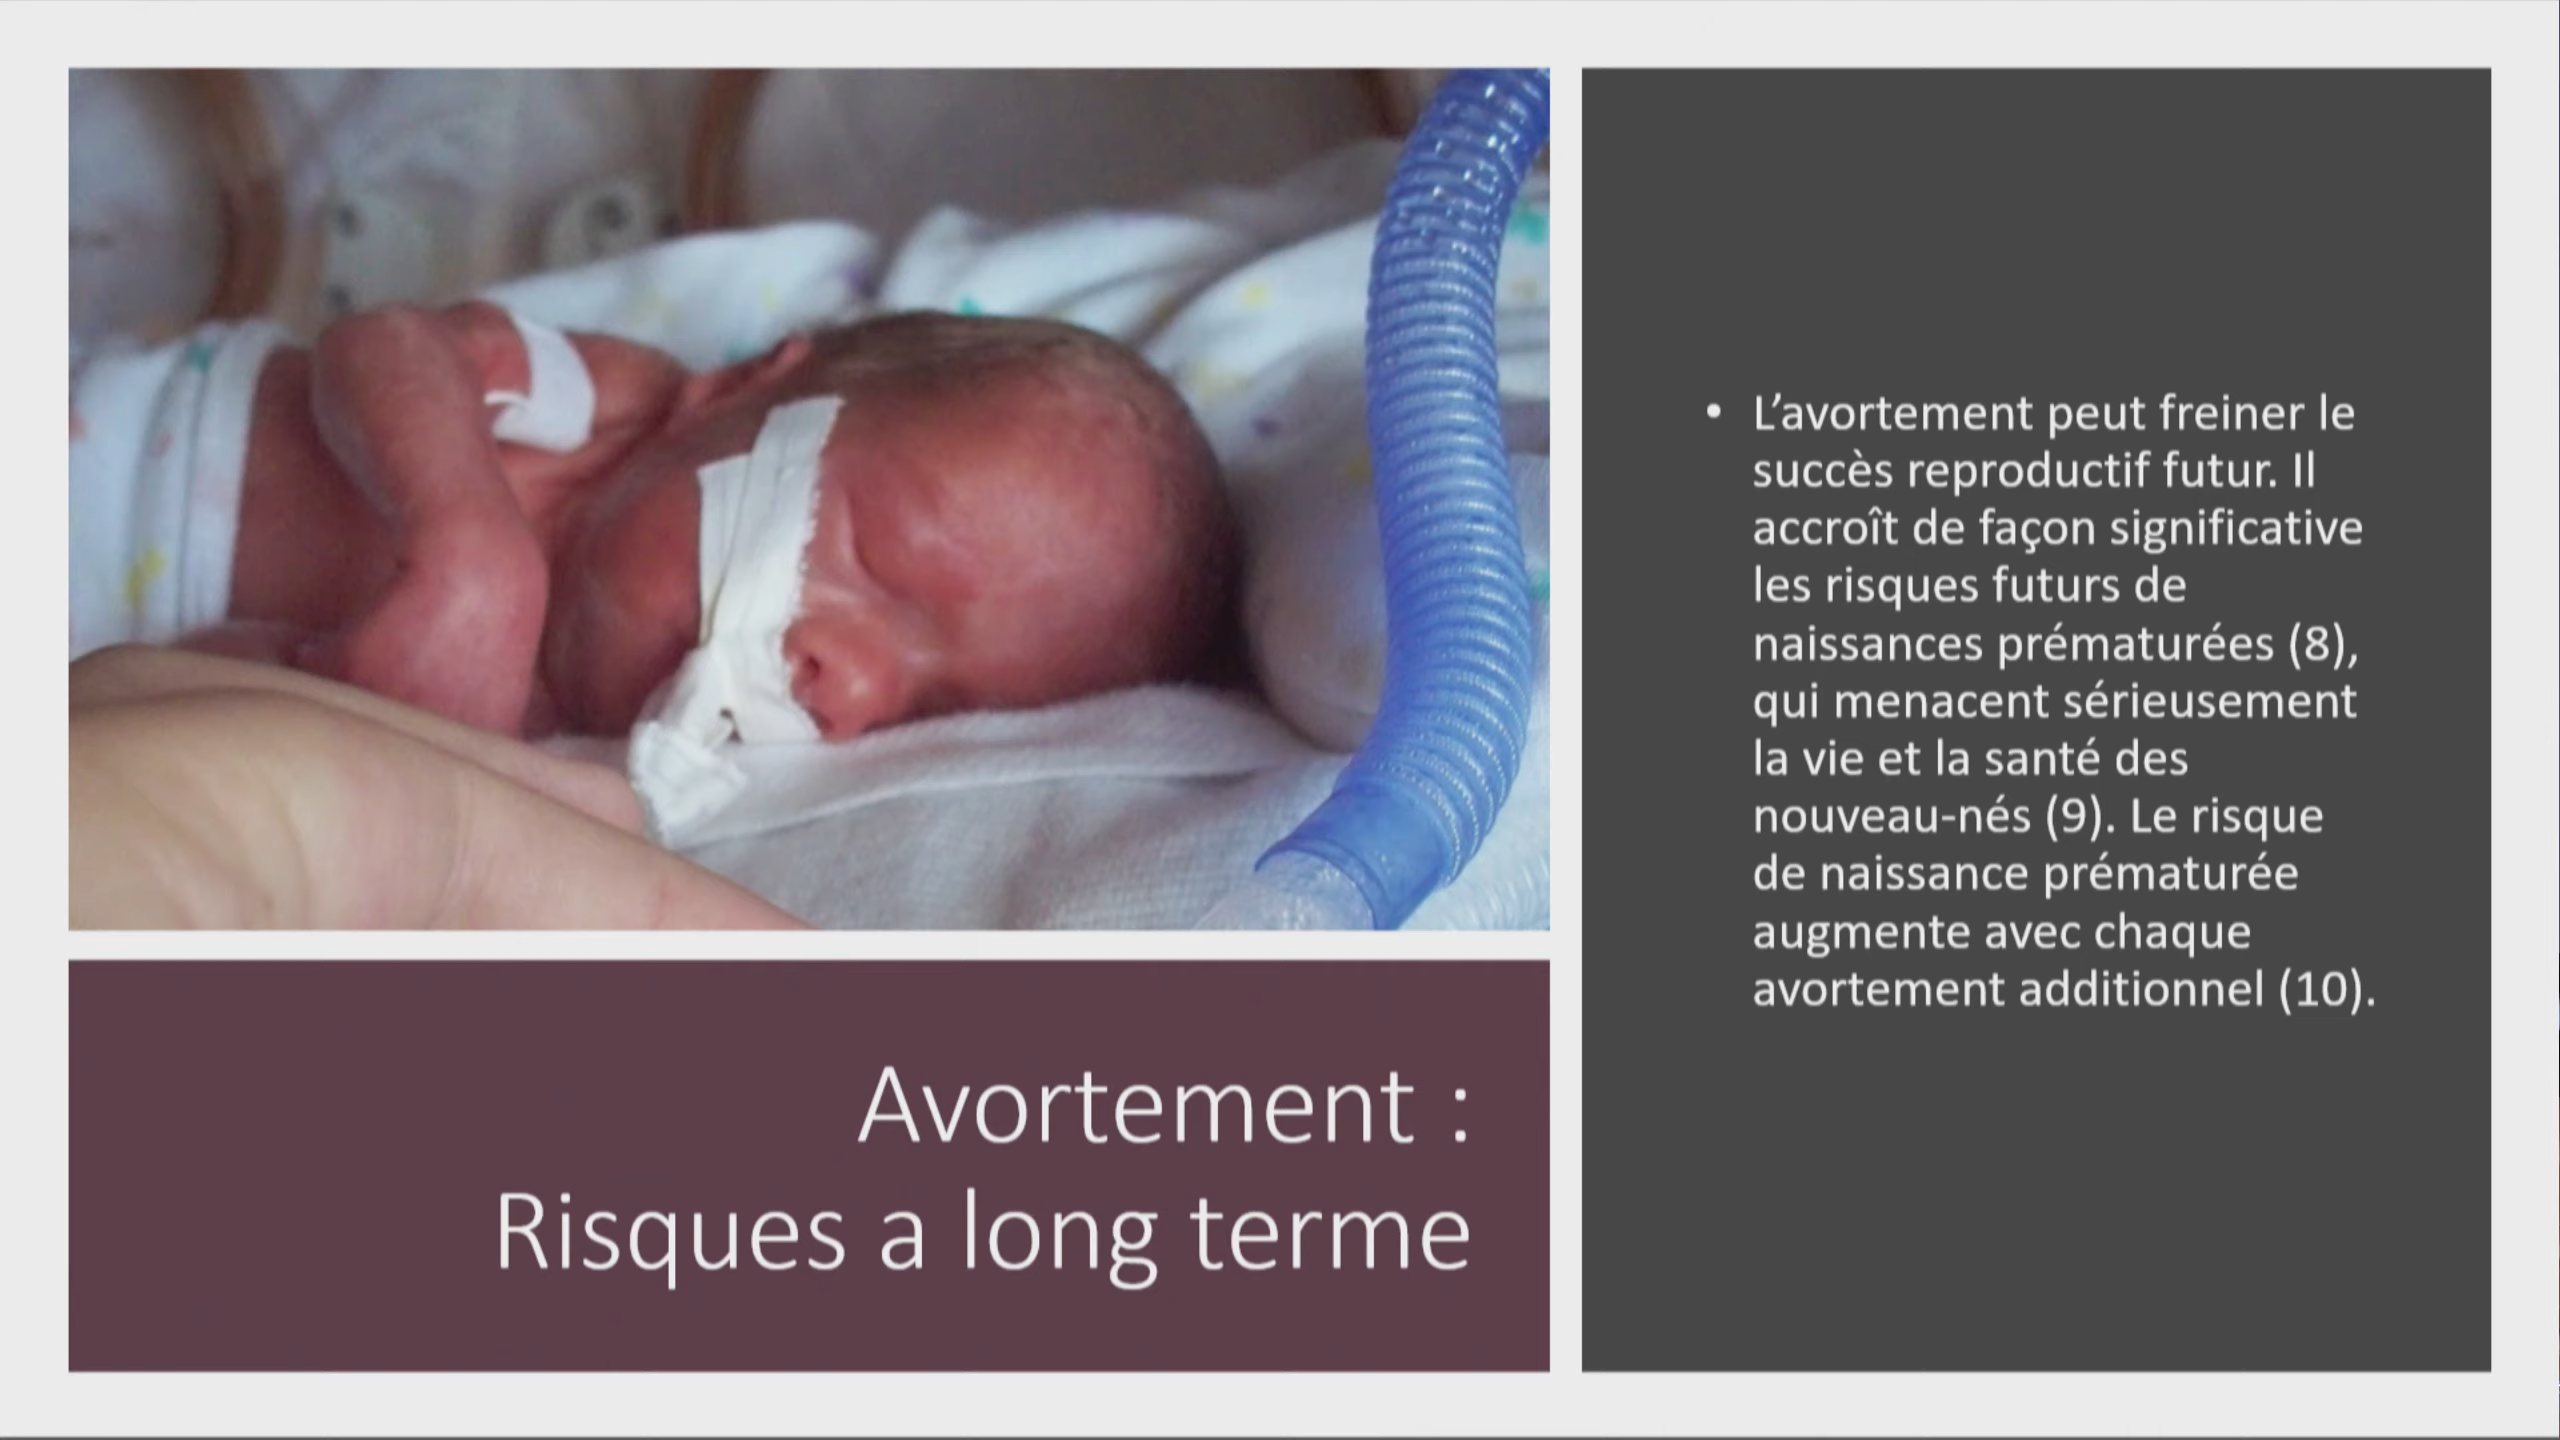 Avortement :
Risques a long terme
• L’avortement peut freiner le
succès reproductif futur. Il
accroît de façon significative
les risques futurs de
naissances prématurées (8),
qui menacent sérieusement
la vie et la santé des
nouveau-nés (9). Le risque
de naissance prématurée
augmente avec chaque
avortement additionnel (10).